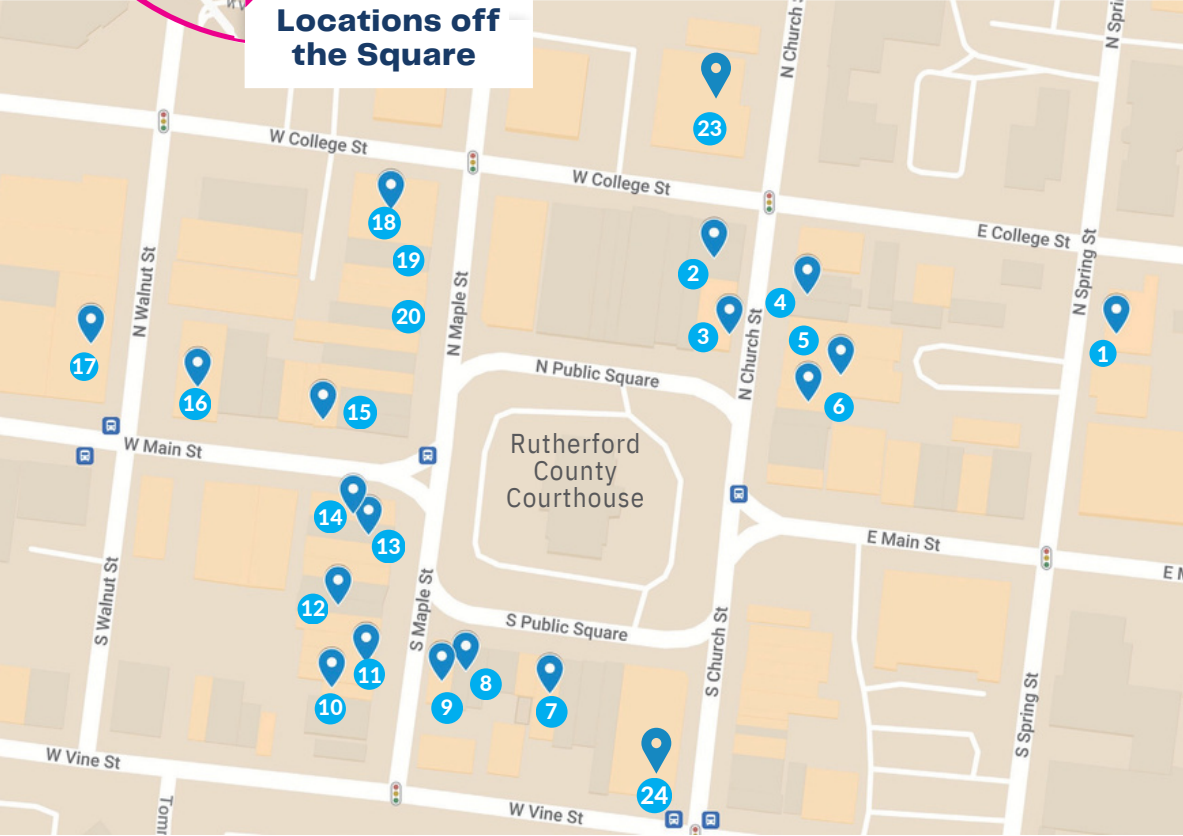 Locations off
the Square
N Church S
N Spri
23
W College St
W College St
18
E College St
19
2
N Walnut St
N Maple St
N Church St
N Spring St
4
20
3
5
1
17
16
N Public Square
15
6
W Main St
Rutherford
County
Courthouse
14
13
E Main St
E M
12
S Walnut St
S Maple St
S Public Square
S Church St
11
10
8
9
7
S Spring St
W Vine St
24
W Vine St
Tom